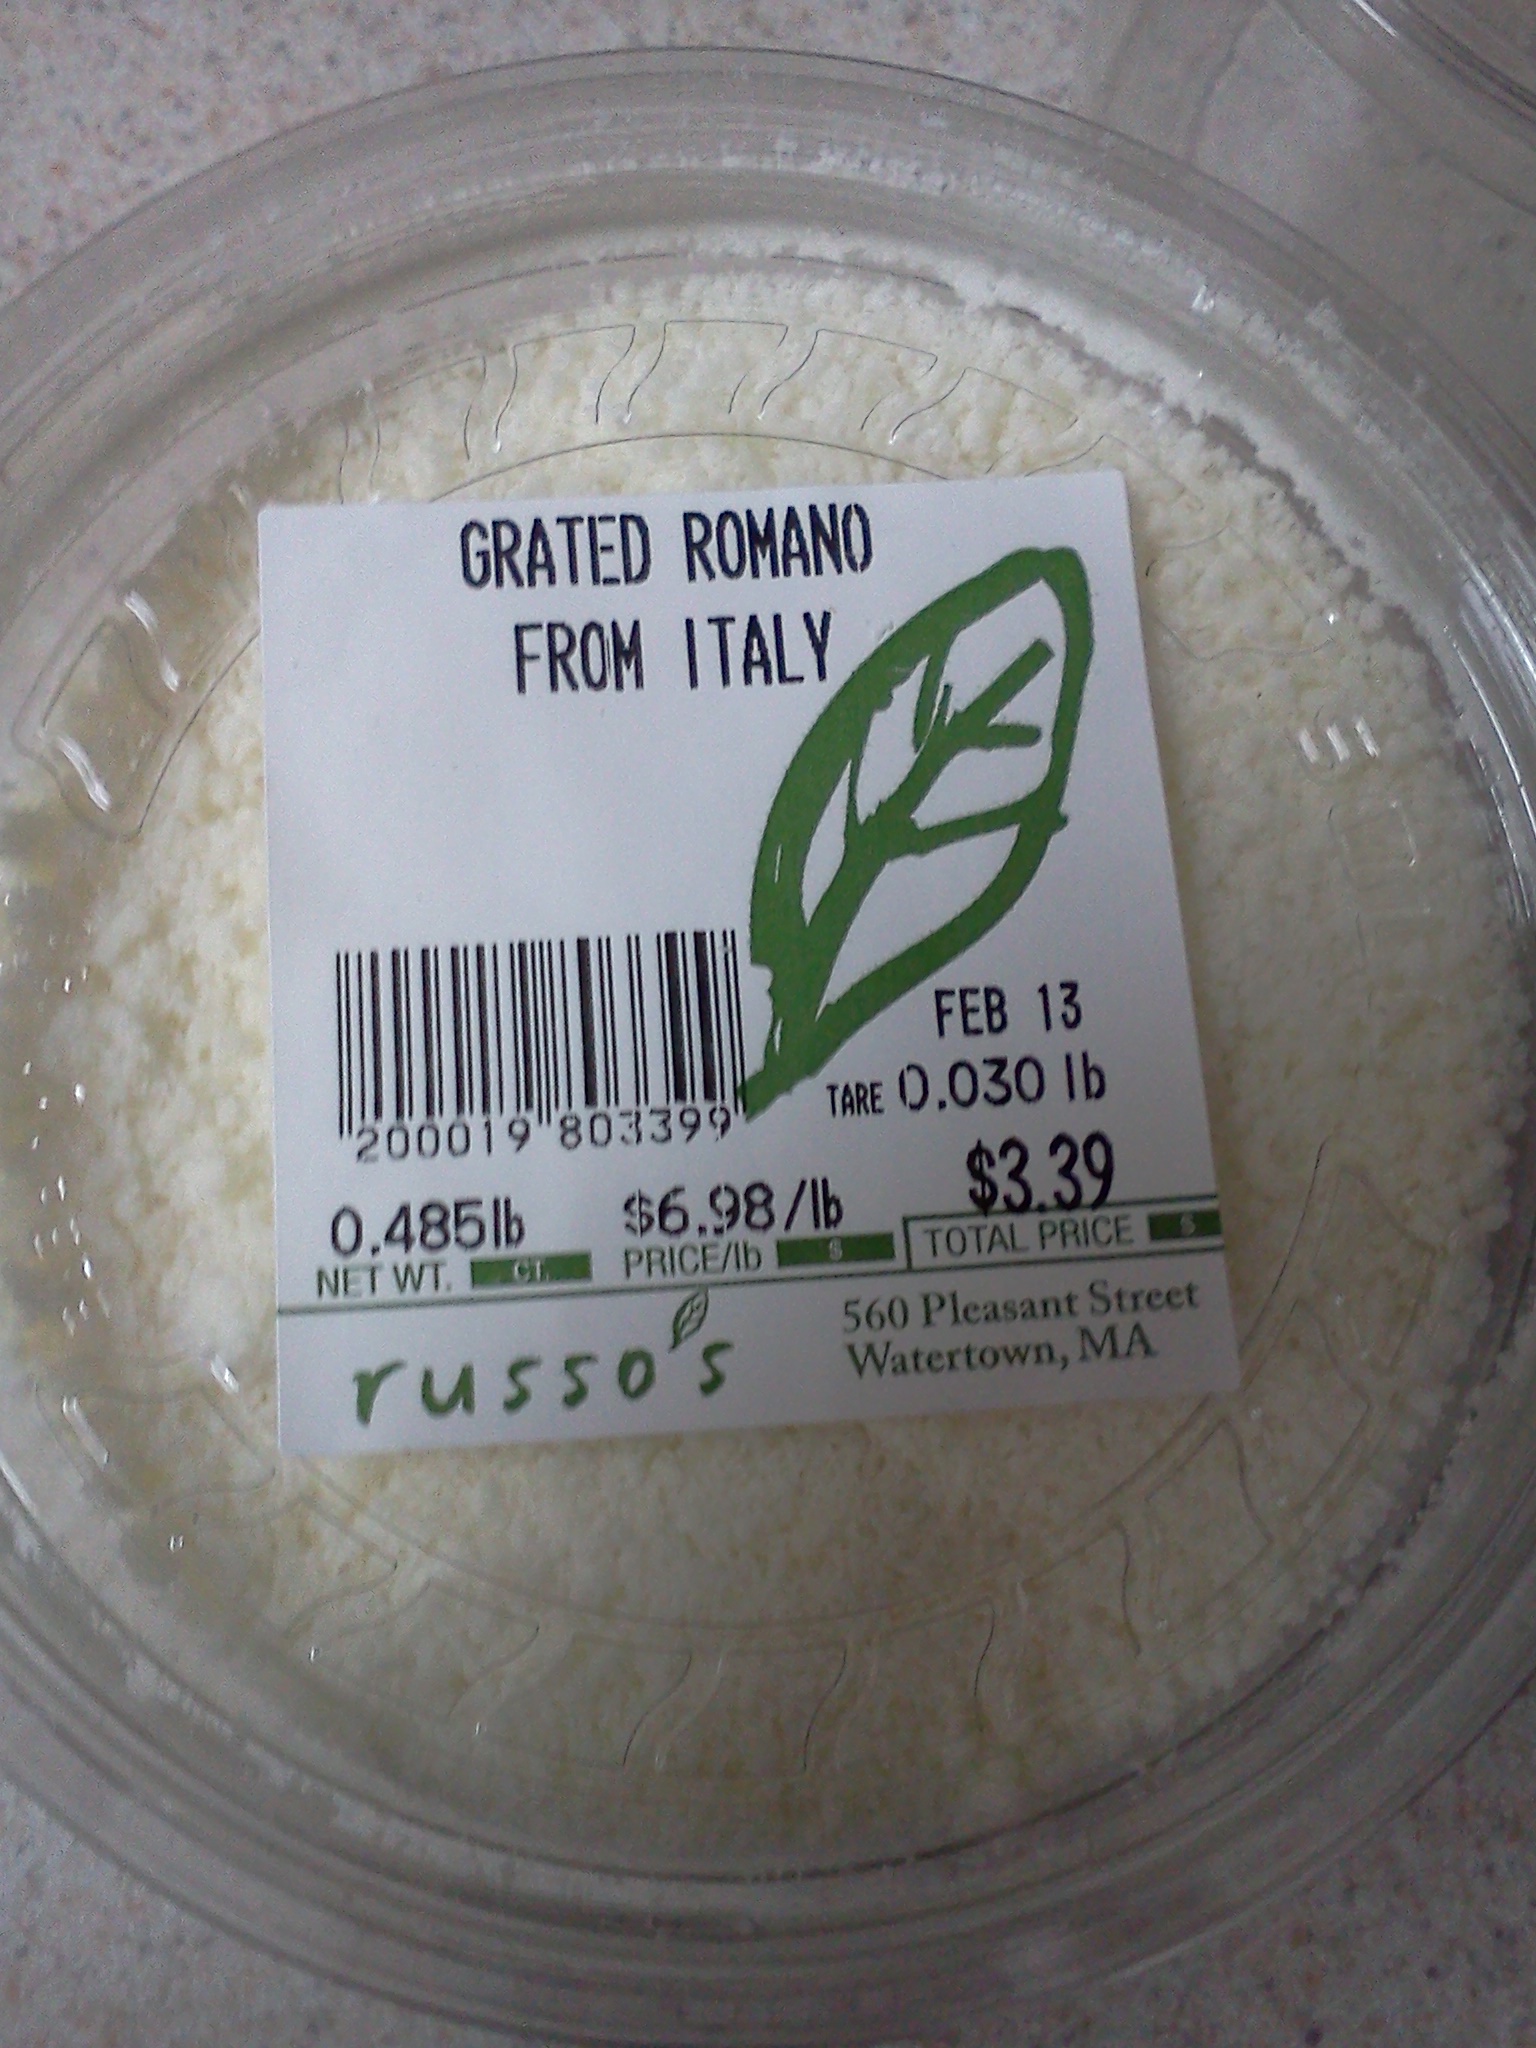 GRATED ROMANO
FROM ITALY
FEB 13
TARE 0.030 lb
200019 803399
0.485lb $6.98/lb $3.39
NET WT. CT. PRICE/lb $ TOTAL PRICE $
russo's
560 Pleasant Street
Watertown, MA